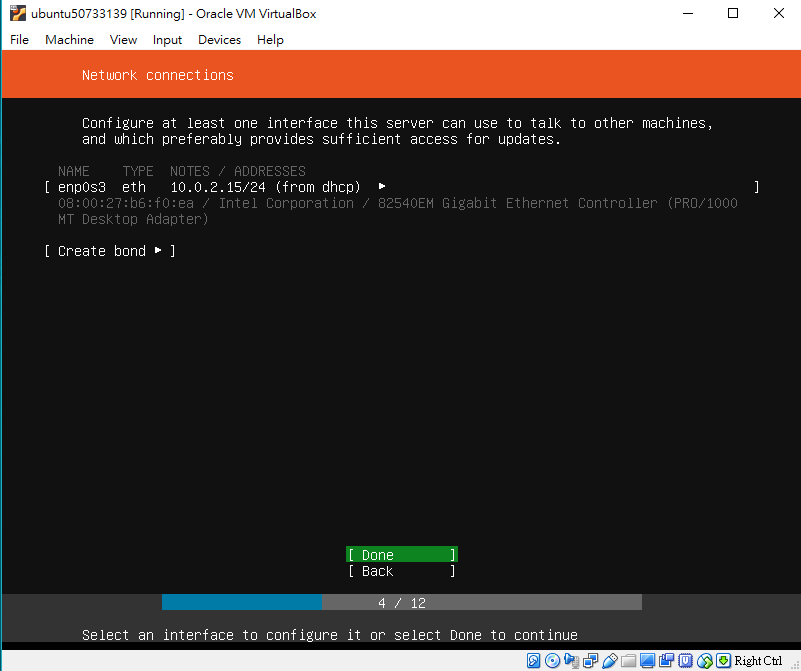 ubuntu50733139 [Running] - Oracle VM VirtualBox
File Machine View Input Devices Help
Network connections
Configure at least one interface this server can use to talk to other machines,
and which preferably provides sufficient access for updates.
NAME TYPE NOTES / ADDRESSES
[ enp0s3 eth 10.0.2.15/24 (from dhcp) ▸ ]
08:00:27:b6:f0:ea / Intel Corporation / 82540EM Gigabit Ethernet Controller (PRO/1000
MT Desktop Adapter)
[ Create bond ▸ ]
[ Done ]
[ Back ]
4 / 12
Select an interface to configure it or select Done to continue
Right Ctrl